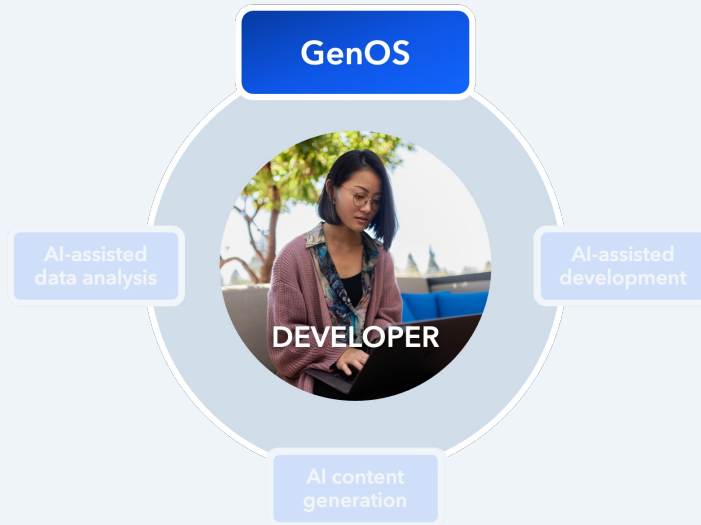 GenOS
AI-assisted
data analysis
AI-assisted
development
DEVELOPER
AI content
generation